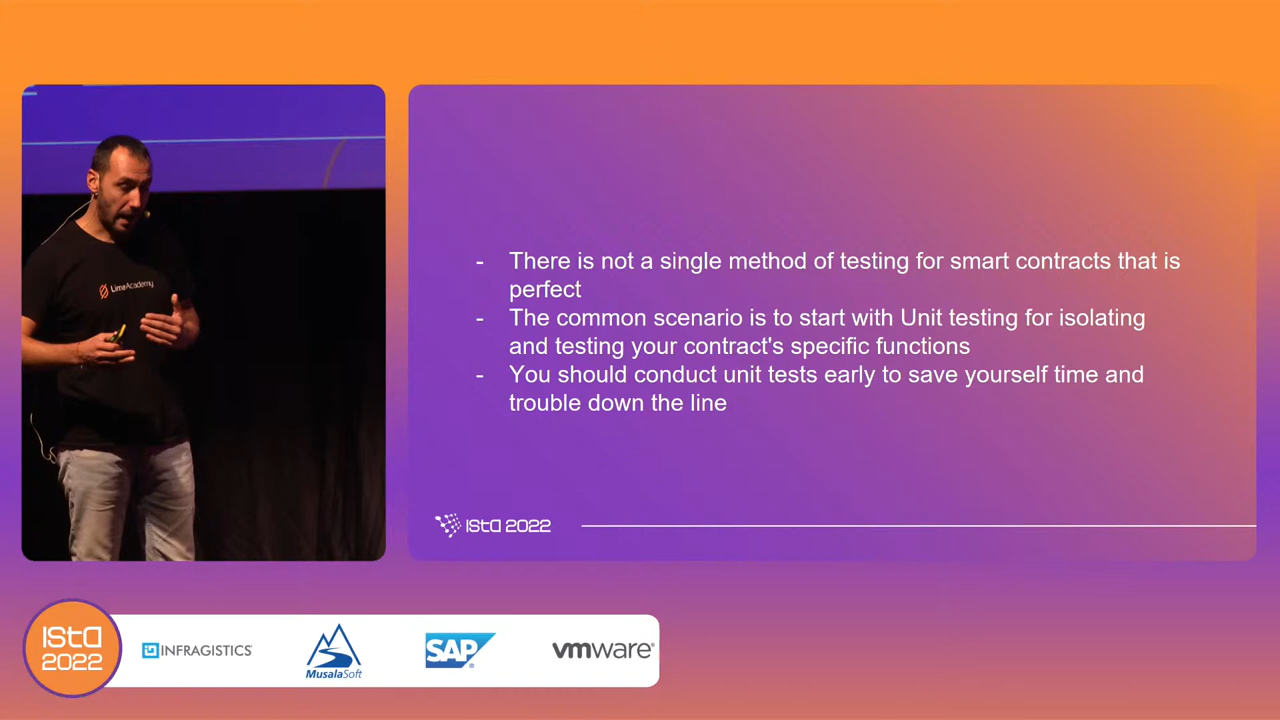 LimeAcademy
- There is not a single method of testing for smart contracts that is
perfect
- The common scenario is to start with Unit testing for isolating
and testing your contract's specific functions
- You should conduct unit tests early to save yourself time and
trouble down the line
ISTA 2022
ISTA
2022
INFRAGISTICS
MusalaSoft
SAP
vmware